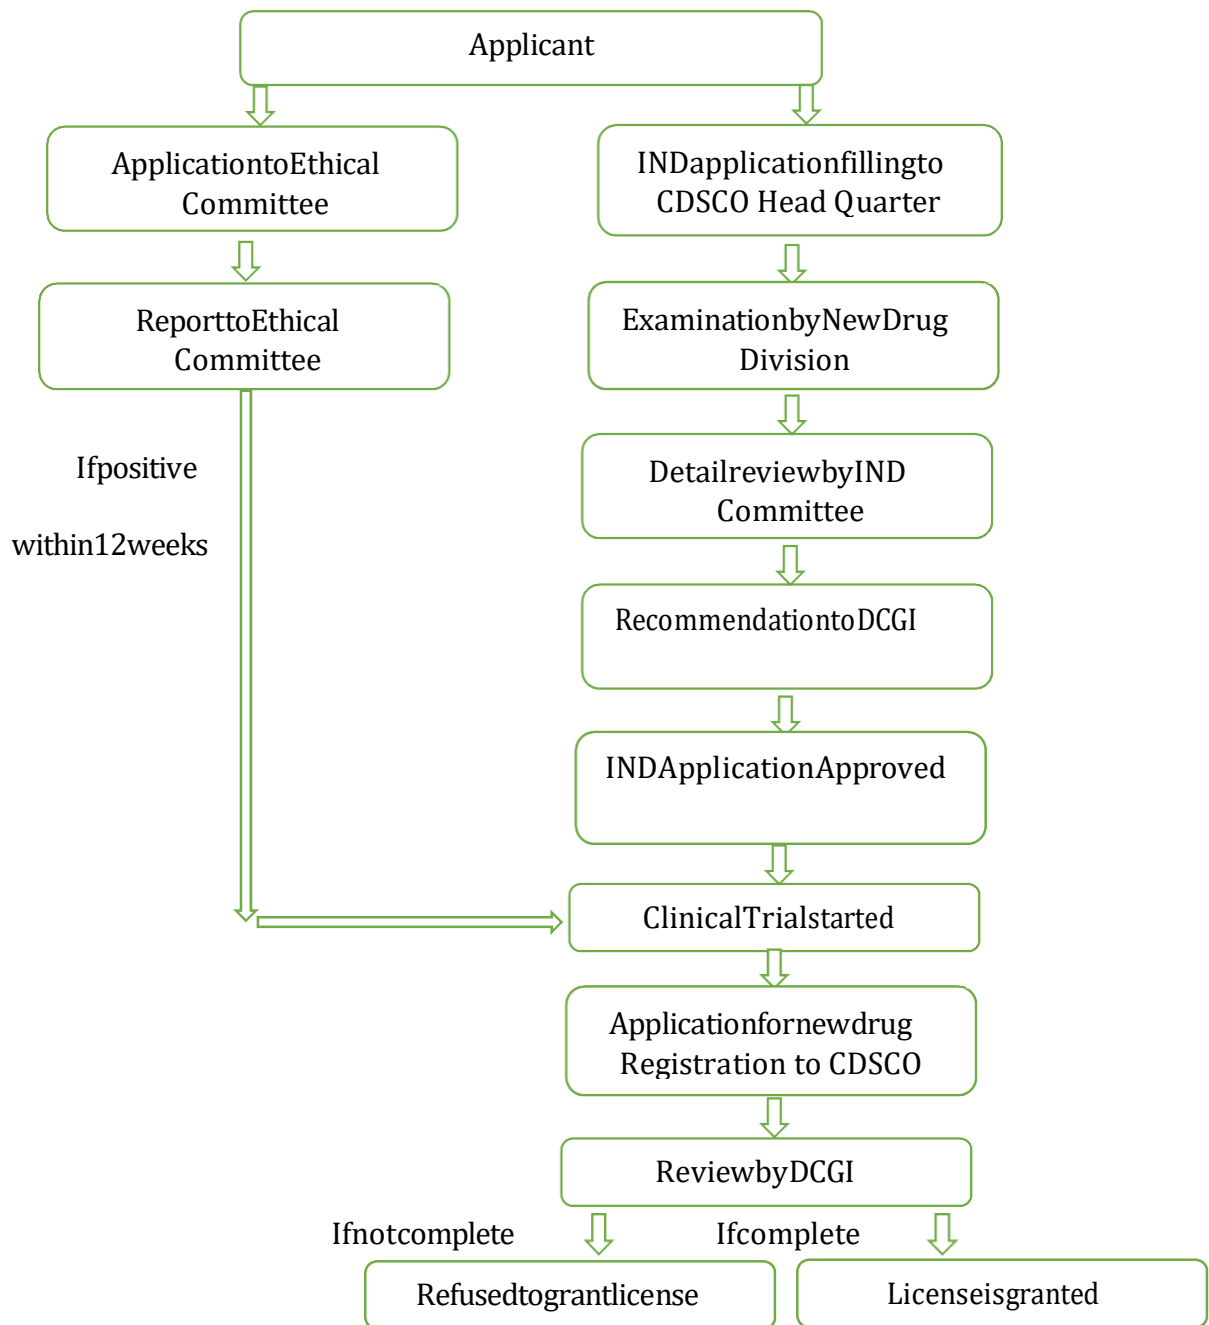 Applicant
ApplicationtoEthical
Committee
INDapplicationfillingto
CDSCO Head Quarter
ReporttoEthical
Committee
ExaminationbyNewDrug
Division
Ifpositive
within12weeks
DetailreviewbyIND
Committee
RecommendationtoDCGI
INDApplicationApproved
ClinicalTrialstarted
Applicationfornewdrug
Registration to CDSCO
ReviewbyDCGI
Ifnotcomplete
Ifcomplete
Refusedtograntlicense
Licenseisgranted